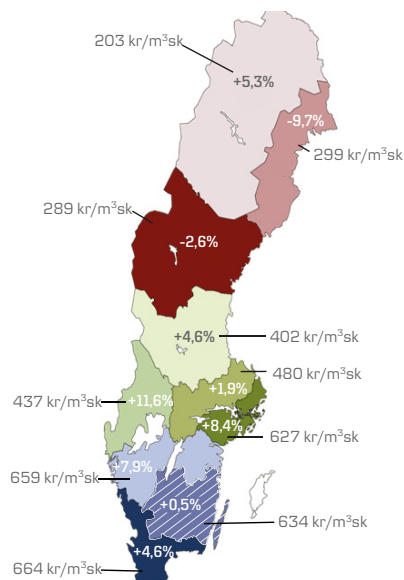 203 kr/m³sk
+5,3%
-9,7%
299 kr/m³sk
289 kr/m³sk
-2,6%
+4,6%
402 kr/m³sk
480 kr/m³sk
+1,9%
437 kr/m³sk
+11,6%
+8,4%
627 kr/m³sk
+7,9%
659 kr/m³sk
+0,5%
634 kr/m³sk
+4,6%
664 kr/m³sk